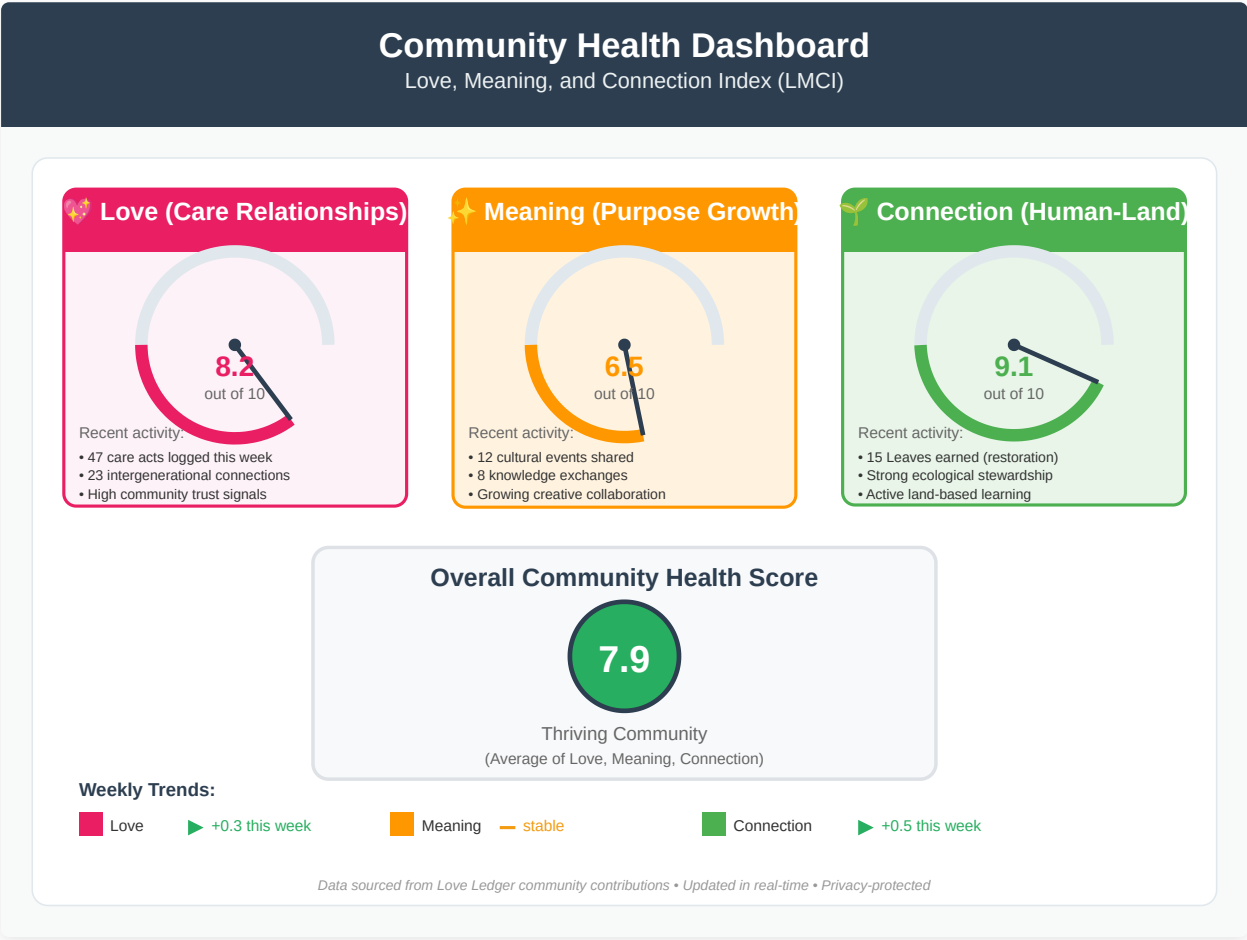 Community Health Dashboard
Love, Meaning, and Connection Index (LMCI)
💖 Love (Care Relationships)
8.2
out of 10
Recent activity:
• 47 care acts logged this week
• 23 intergenerational connections
• High community trust signals
✨ Meaning (Purpose Growth)
6.5
out of 10
Recent activity:
• 12 cultural events shared
• 8 knowledge exchanges
• Growing creative collaboration
🌱 Connection (Human-Land)
9.1
out of 10
Recent activity:
• 15 Leaves earned (restoration)
• Strong ecological stewardship
• Active land-based learning
Overall Community Health Score
7.9
Thriving Community
(Average of Love, Meaning, Connection)
Weekly Trends:
Love ▶ +0.3 this week
Meaning — stable
Connection ▶ +0.5 this week
Data sourced from Love Ledger community contributions • Updated in real-time • Privacy-protected